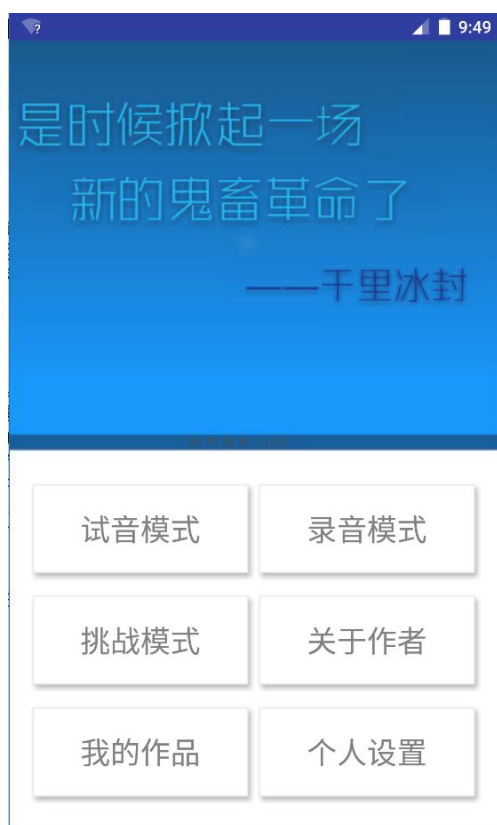 9:49
是时候掀起一场
新的鬼畜革命了
——千里冰封
试音模式
录音模式
挑战模式
关于作者
我的作品
个人设置